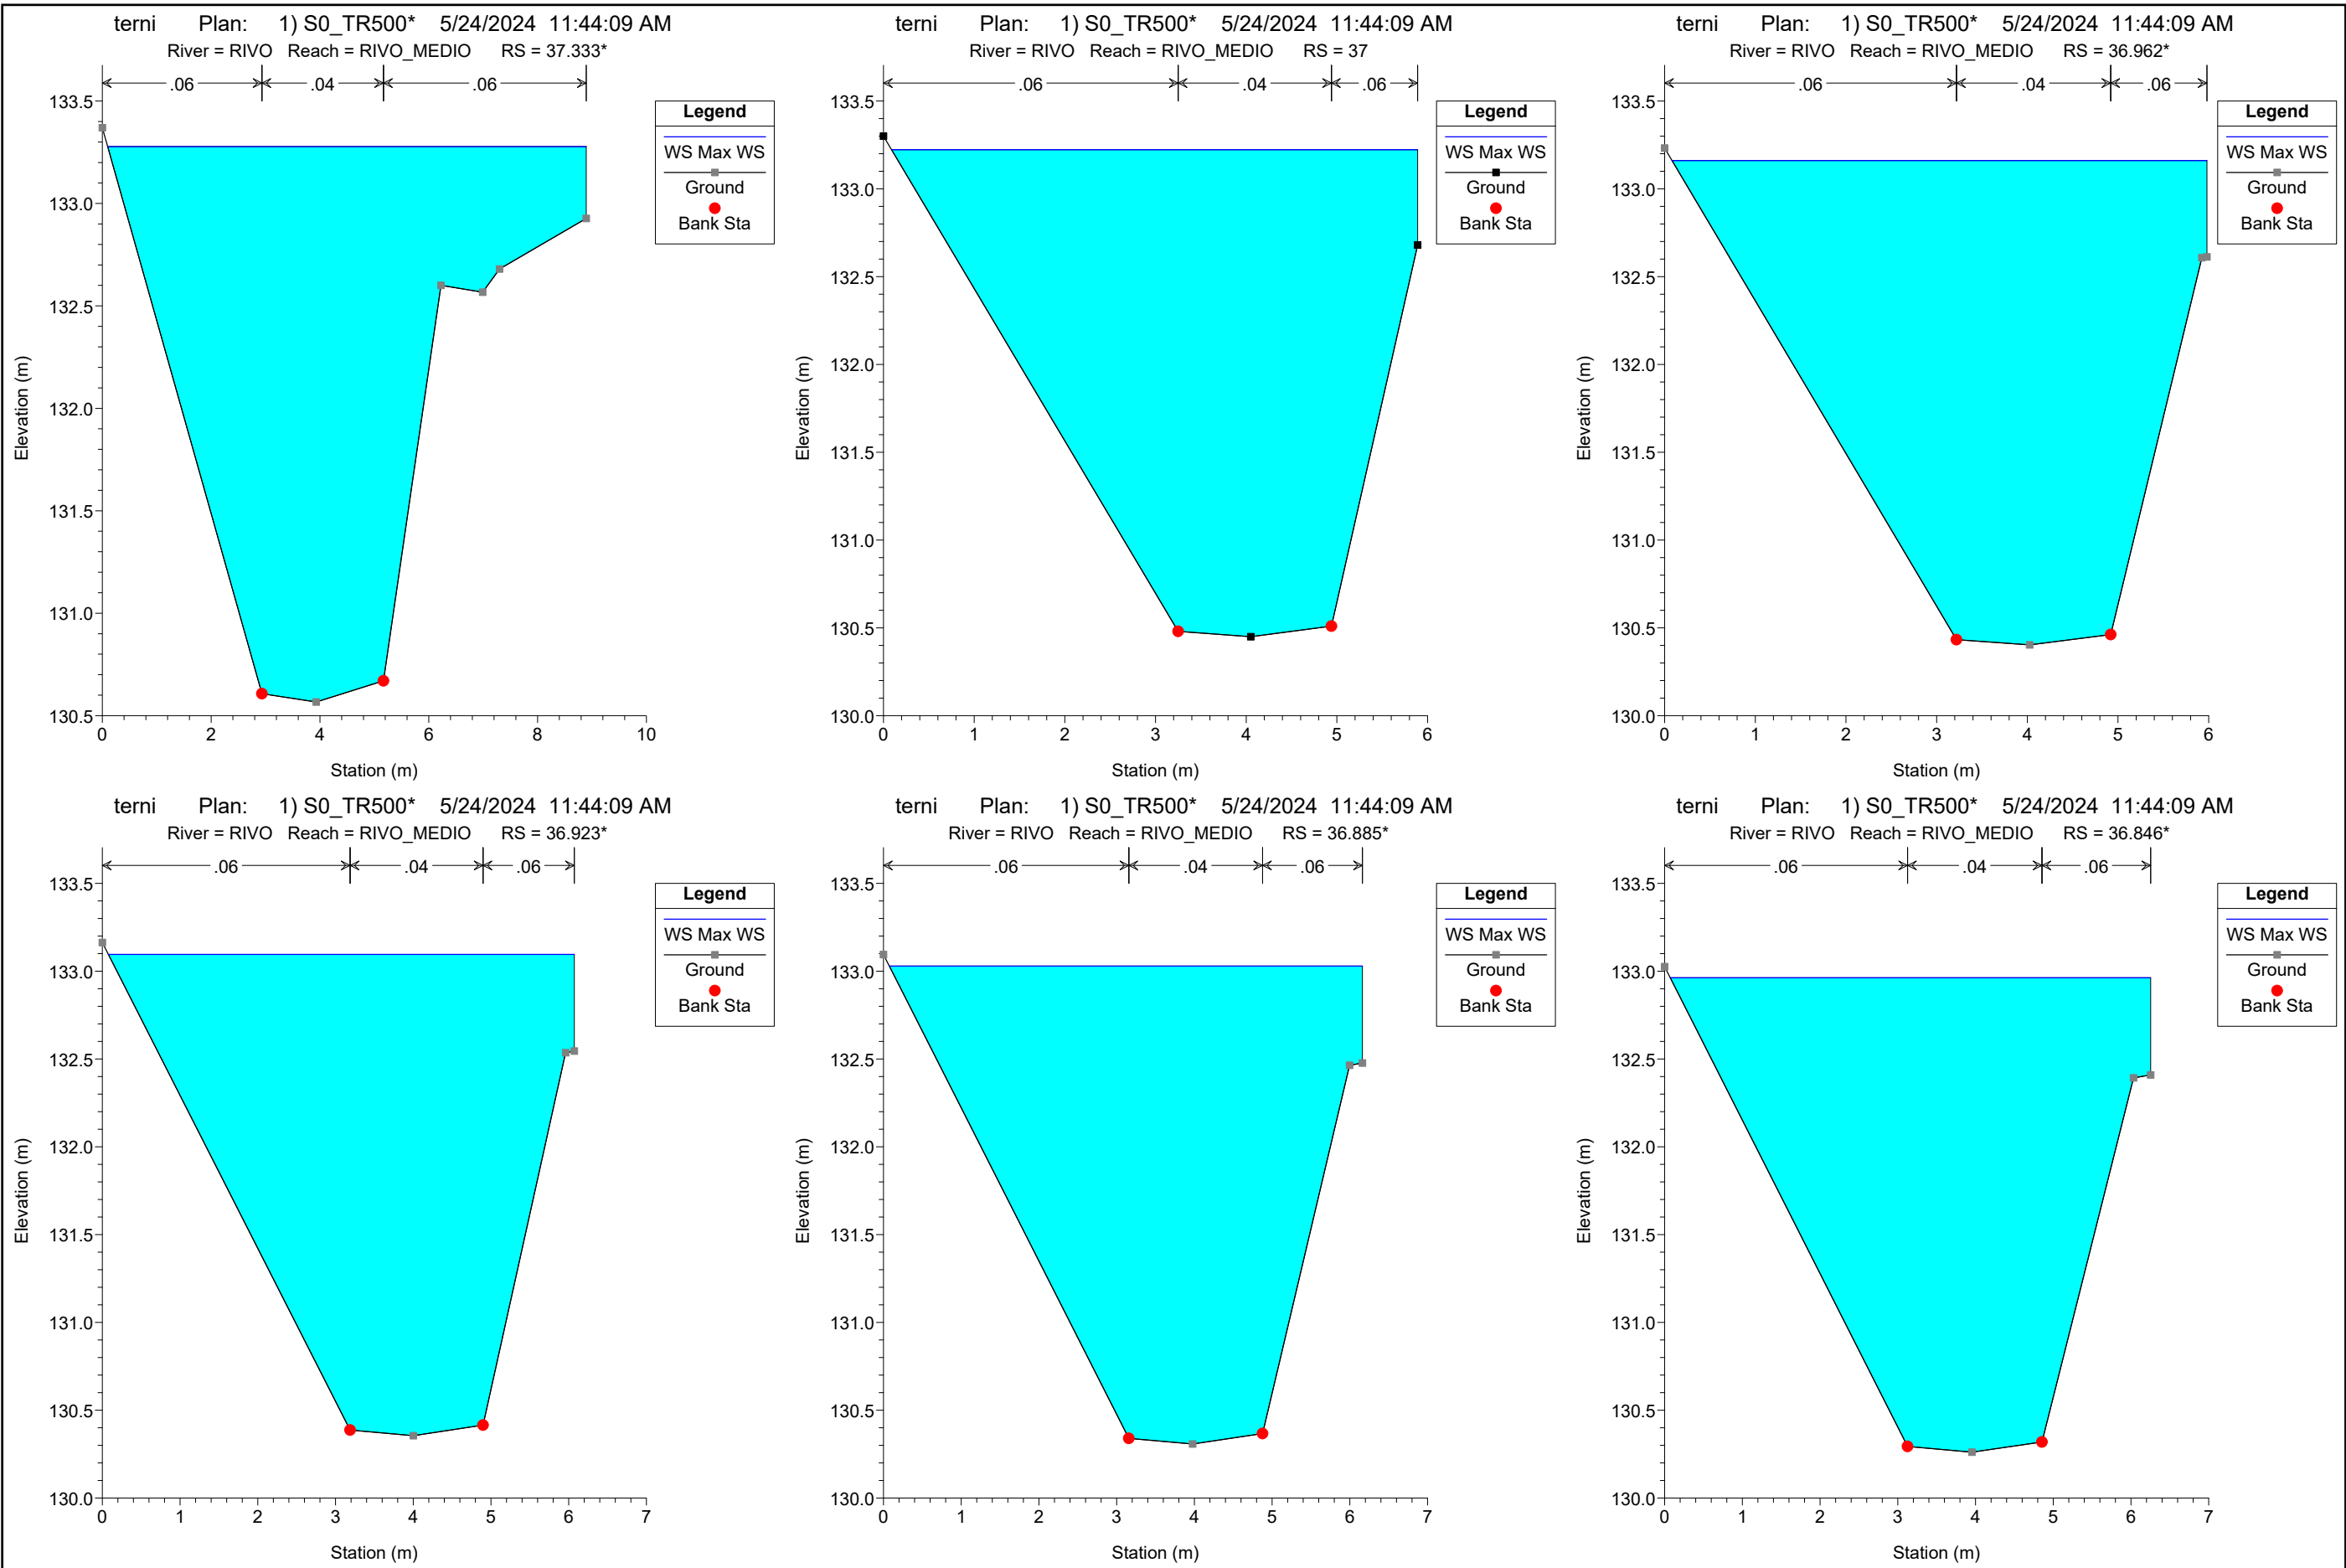 terni Plan: 1) S0_TR500* 5/24/2024 11:44:09 AM
River = RIVO Reach = RIVO_MEDIO RS = 37.333*
.06 .04 .06
133.5
133.0
132.5
132.0
131.5
131.0
130.5
0 2 4 6 8 10
Station (m)
Elevation (m)
Legend
WS Max WS
Ground
Bank Sta
terni Plan: 1) S0_TR500* 5/24/2024 11:44:09 AM
River = RIVO Reach = RIVO_MEDIO RS = 37
.06 .04 .06
133.5
133.0
132.5
132.0
131.5
131.0
130.5
130.0
0 1 2 3 4 5 6
Station (m)
Elevation (m)
Legend
WS Max WS
Ground
Bank Sta
terni Plan: 1) S0_TR500* 5/24/2024 11:44:09 AM
River = RIVO Reach = RIVO_MEDIO RS = 36.962*
.06 .04 .06
133.5
133.0
132.5
132.0
131.5
131.0
130.5
130.0
0 1 2 3 4 5 6
Station (m)
Elevation (m)
Legend
WS Max WS
Ground
Bank Sta
terni Plan: 1) S0_TR500* 5/24/2024 11:44:09 AM
River = RIVO Reach = RIVO_MEDIO RS = 36.923*
.06 .04 .06
133.5
133.0
132.5
132.0
131.5
131.0
130.5
130.0
0 1 2 3 4 5 6 7
Station (m)
Elevation (m)
Legend
WS Max WS
Ground
Bank Sta
terni Plan: 1) S0_TR500* 5/24/2024 11:44:09 AM
River = RIVO Reach = RIVO_MEDIO RS = 36.885*
.06 .04 .06
133.5
133.0
132.5
132.0
131.5
131.0
130.5
130.0
0 1 2 3 4 5 6 7
Station (m)
Elevation (m)
Legend
WS Max WS
Ground
Bank Sta
terni Plan: 1) S0_TR500* 5/24/2024 11:44:09 AM
River = RIVO Reach = RIVO_MEDIO RS = 36.846*
.06 .04 .06
133.5
133.0
132.5
132.0
131.5
131.0
130.5
130.0
0 1 2 3 4 5 6 7
Station (m)
Elevation (m)
Legend
WS Max WS
Ground
Bank Sta